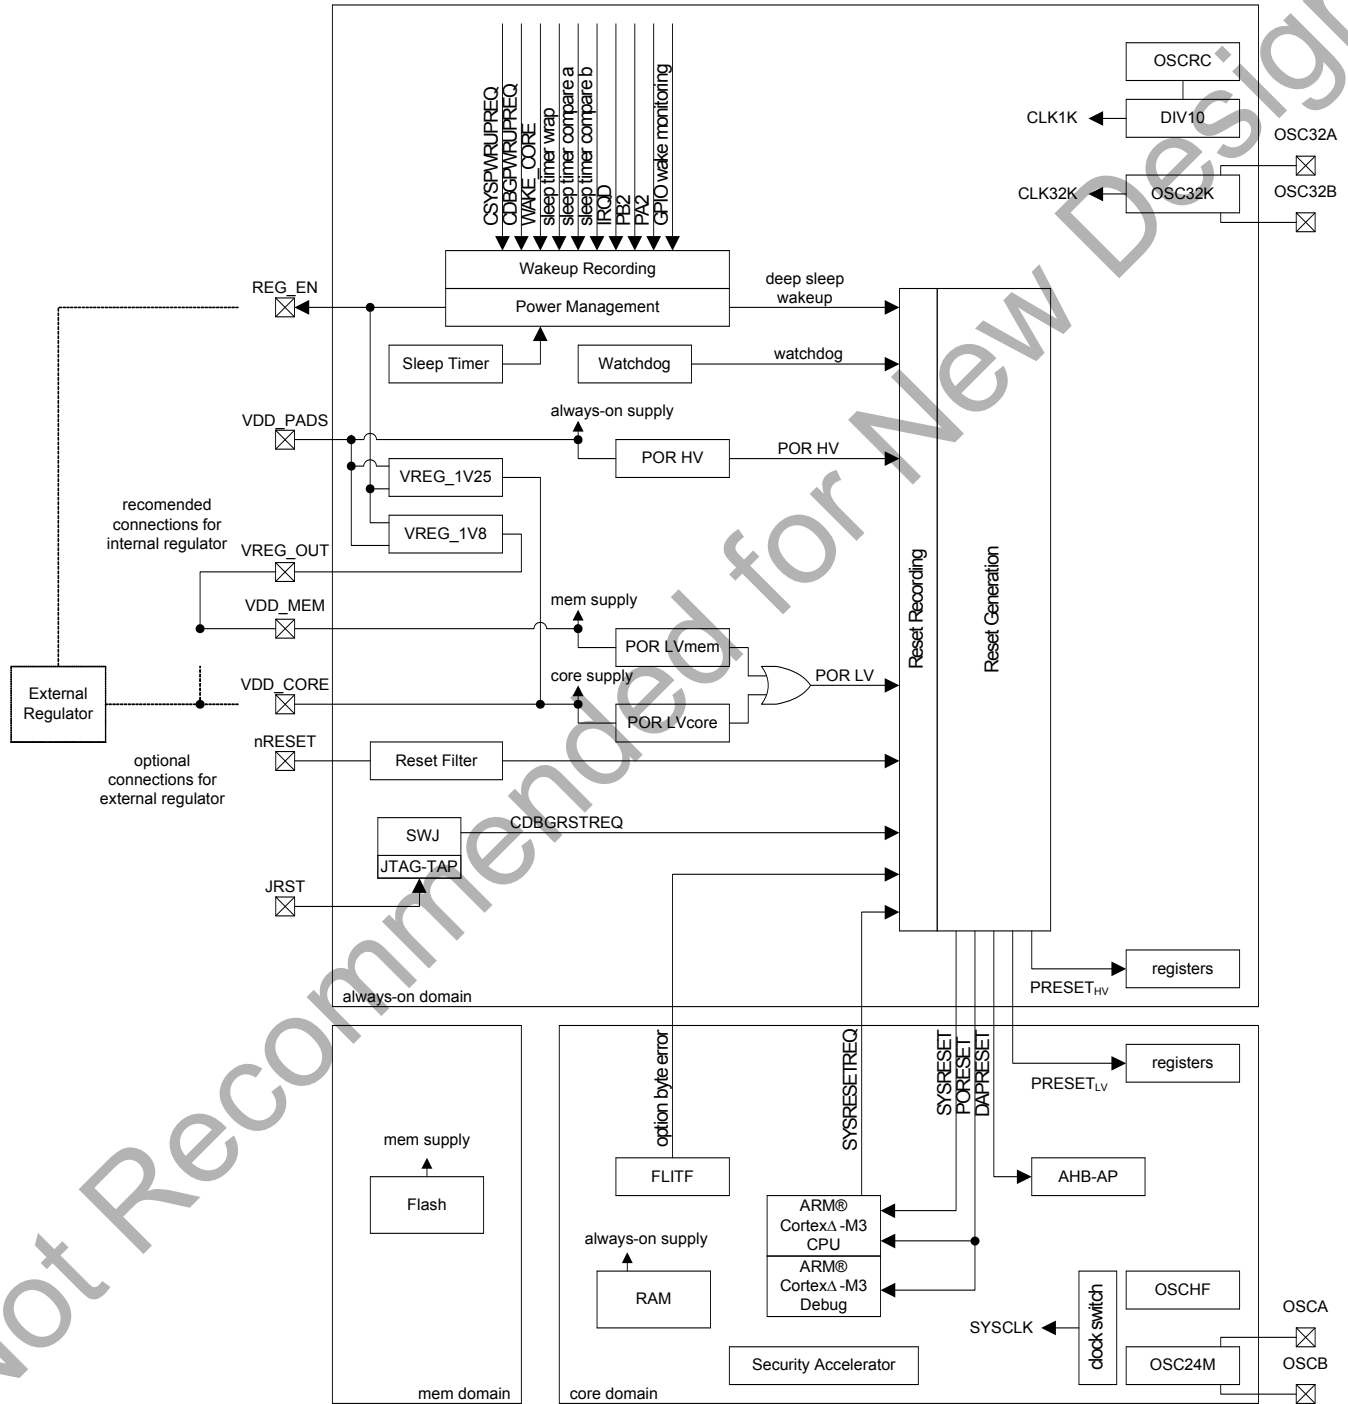 OSCRC
DIV10
CLK1K
OSC32A
OSC32K
CLK32K
OSC32B
CSYSPWRUPREQ
CDBGPWRUPREQ
WAKE_CORE
sleep timer wrap
sleep timer compare a
sleep timer compare b
IRQD
PB2
PA2
GPIO wake monitoring
Wakeup Recording
Power Management
REG_EN
deep sleep
wakeup
Sleep Timer
Watchdog
watchdog
VDD_PADS
always-on supply
POR HV
POR HV
VREG_1V25
VREG_1V8
recomended
connections for
internal regulator
VREG_OUT
VDD_MEM
mem supply
POR LVmem
POR LV
External
Regulator
VDD_CORE
core supply
POR LVcore
nRESET
Reset Filter
optional
connections for
external regulator
SWJ
JTAG-TAP
CDBGRSTREQ
JRST
Reset Recording
Reset Generation
registers
PRESETHV
always-on domain
option byte error
SYSRESETREQ
SYSRESET
PORESET
DAPRESET
registers
PRESETLV
mem supply
Flash
mem domain
FLITF
AHB-AP
ARM®
Cortex∆ -M3
CPU
ARM®
Cortex∆ -M3
Debug
always-on supply
RAM
SYSCLK
clock switch
OSCHF
OSC24M
OSCA
OSCB
Security Accelerator
core domain
Not Recommended for New Design